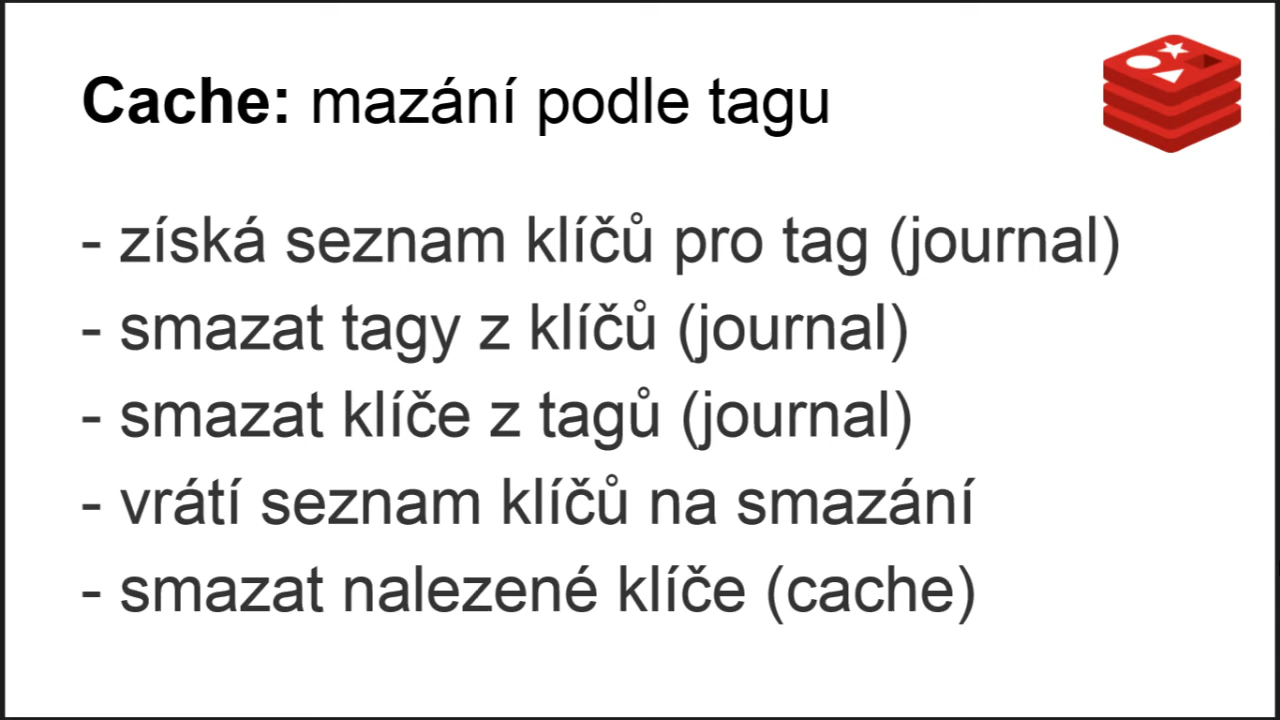 Cache: mazání podle tagu
- získá seznam klíčů pro tag (journal)
- smazat tagy z klíčů (journal)
- smazat klíče z tagů (journal)
- vrátí seznam klíčů na smazání
- smazat nalezené klíče (cache)